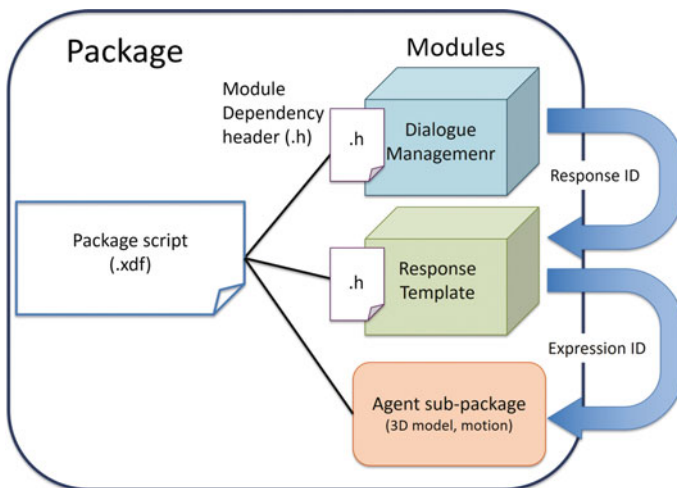 Package
Modules
Module
Dependency
header (.h)
.h
Dialogue
Managemenr
Response ID
Package script
(.xdf)
.h
Response
Template
Expression ID
Agent sub-package
(3D model, motion)